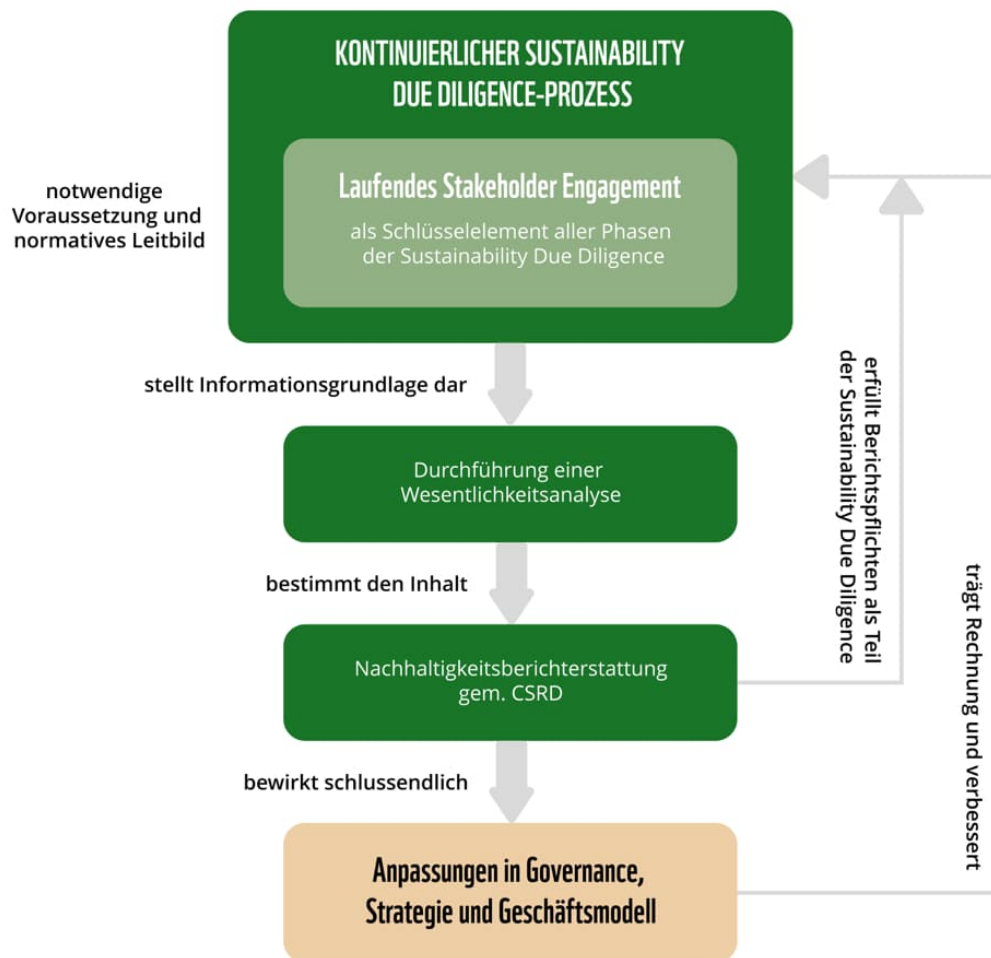 KONTINUIERLICHER SUSTAINABILITY
DUE DILIGENCE-PROZESS
Laufendes Stakeholder Engagement
als Schlüsselelement aller Phasen
der Sustainability Due Diligence
notwendige
Voraussetzung und
normatives Leitbild
stellt Informationsgrundlage dar
Durchführung einer
Wesentlichkeitsanalyse
bestimmt den Inhalt
Nachhaltigkeitsberichterstattung
gem. CSRD
erfüllt Berichtspflichten als Teil
der Sustainability Due Diligence
bewirkt schlussendlich
Anpassungen in Governance,
Strategie und Geschäftsmodell
trägt Rechnung und verbessert